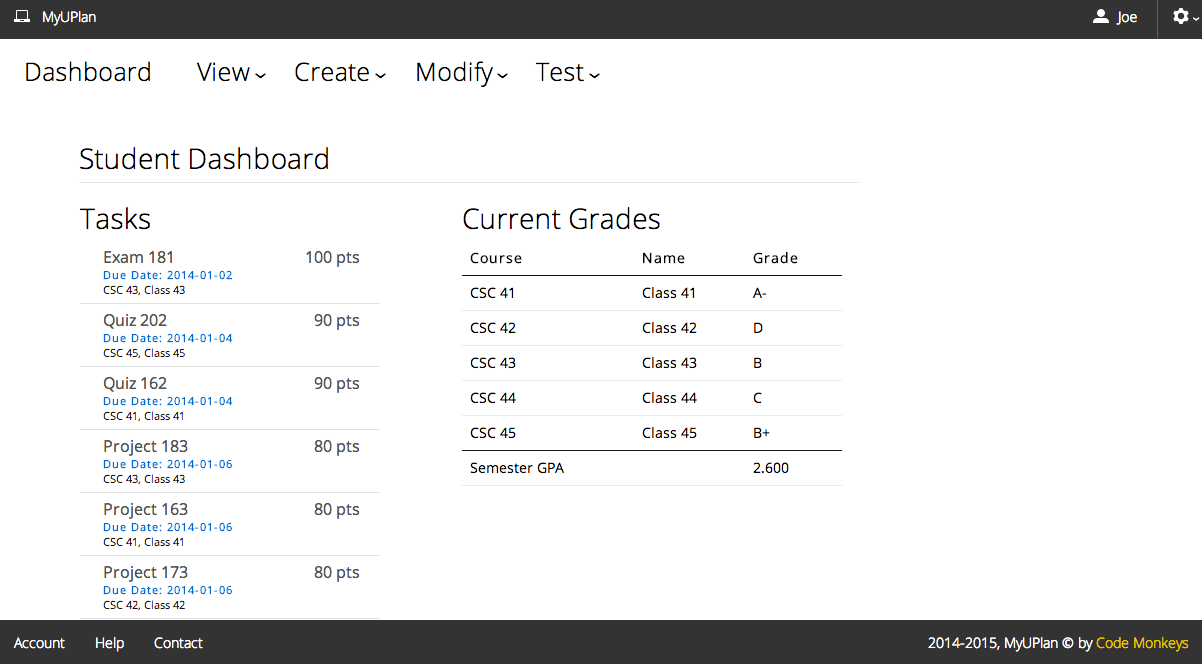 MyUPlan Joe
Dashboard View Create Modify Test
Student Dashboard
Tasks
Exam 181 100 pts
Due Date: 2014-01-02
CSC 43, Class 43
Quiz 202 90 pts
Due Date: 2014-01-04
CSC 45, Class 45
Quiz 162 90 pts
Due Date: 2014-01-04
CSC 41, Class 41
Project 183 80 pts
Due Date: 2014-01-06
CSC 43, Class 43
Project 163 80 pts
Due Date: 2014-01-06
CSC 41, Class 41
Project 173 80 pts
Due Date: 2014-01-06
CSC 42, Class 42
Current Grades
Course Name Grade
CSC 41 Class 41 A-
CSC 42 Class 42 D
CSC 43 Class 43 B
CSC 44 Class 44 C
CSC 45 Class 45 B+
Semester GPA 2.600
Account Help Contact 2014-2015, MyUPlan © by Code Monkeys